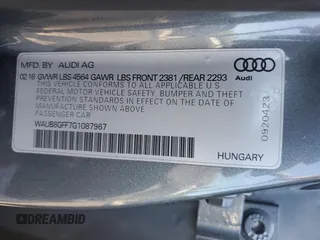 MFD. BY AUDI AG
02.16 GVWR LBS 4564 GAWR LBS FRONT 2381 / REAR 2293
THIS VEHICLE CONFORMS TO ALL APPLICABLE U S
FEDERAL MOTOR VEHICLE SAFETY, BUMPER AND THEFT
PREVENTION STANDARDS IN EFFECT ON THE DATE OF
MANUFACTURE SHOWN ABOVE
PASSENGER CAR
WAUB8GFF7G1087967
Audi
0920423
HUNGARY
DREAMBID